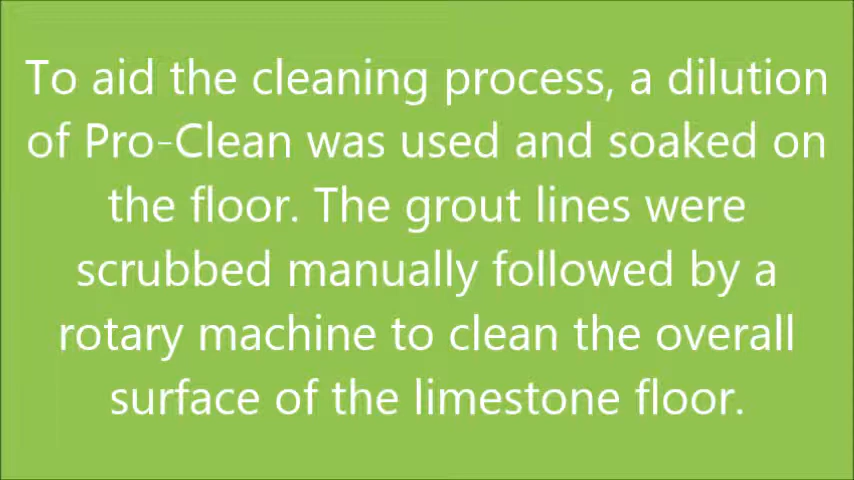 To aid the cleaning process, a dilution
of Pro-Clean was used and soaked on
the floor. The grout lines were
scrubbed manually followed by a
rotary machine to clean the overall
surface of the limestone floor.